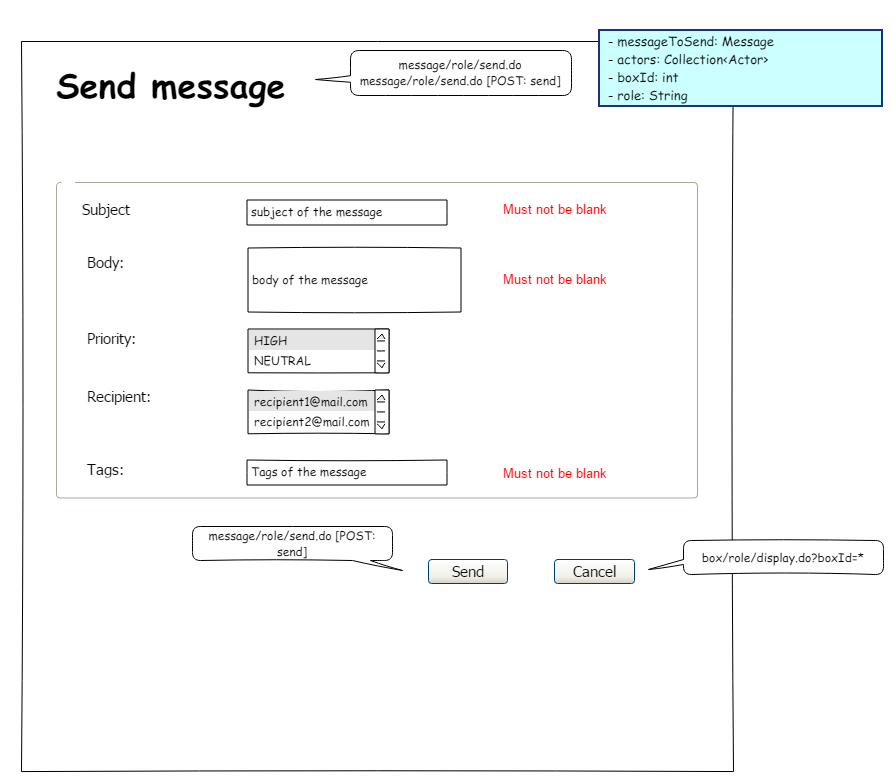 - messageToSend: Message
- actors: Collection<Actor>
- boxId: int
- role: String
message/role/send.do
message/role/send.do [POST: send]
Send message
Subject
subject of the message
Must not be blank
Body:
body of the message
Must not be blank
Priority:
HIGH
NEUTRAL
Recipient:
recipient1@mail.com
recipient2@mail.com
Tags:
Tags of the message
Must not be blank
message/role/send.do [POST:
send]
Send
Cancel
box/role/display.do?boxId=*